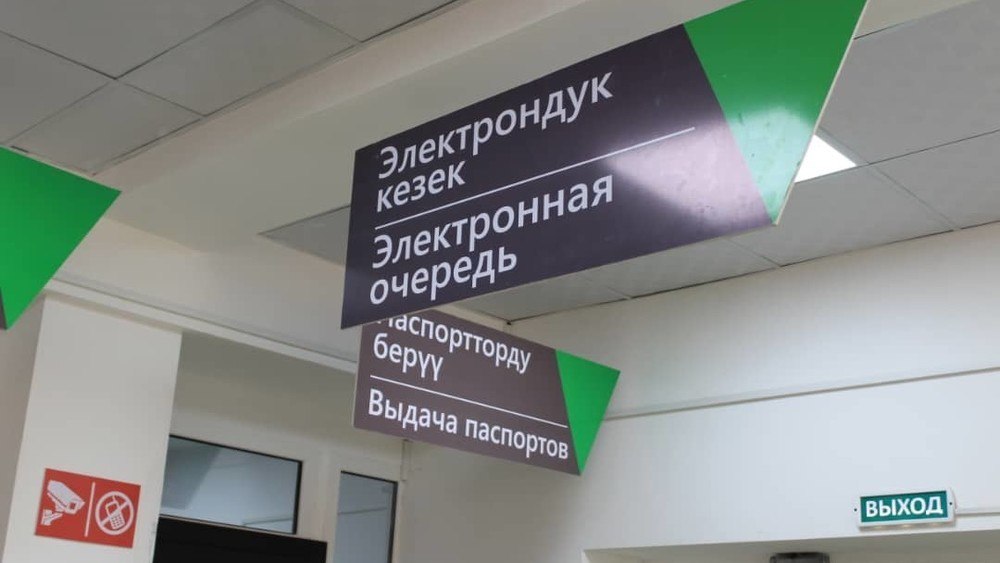 Электрондук
кезек
Электронная
очередь
Паспортторду
берүү
Выдача паспортов
ВЫХОД